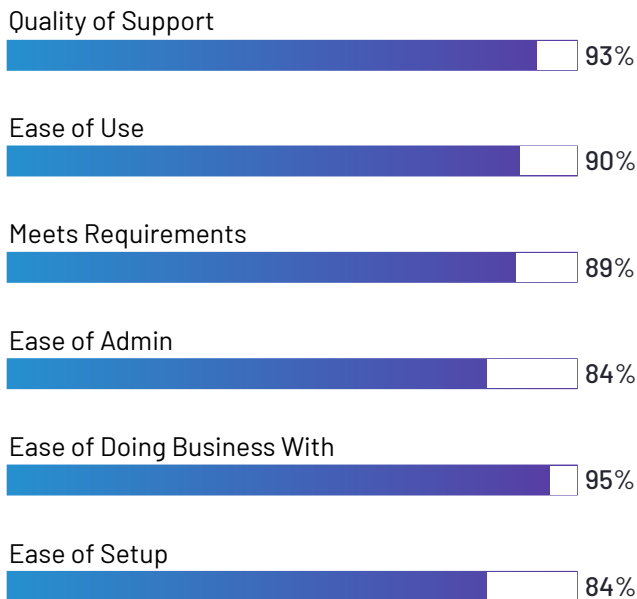 Quality of Support
93%
Ease of Use
90%
Meets Requirements
89%
Ease of Admin
84%
Ease of Doing Business With
95%
Ease of Setup
84%